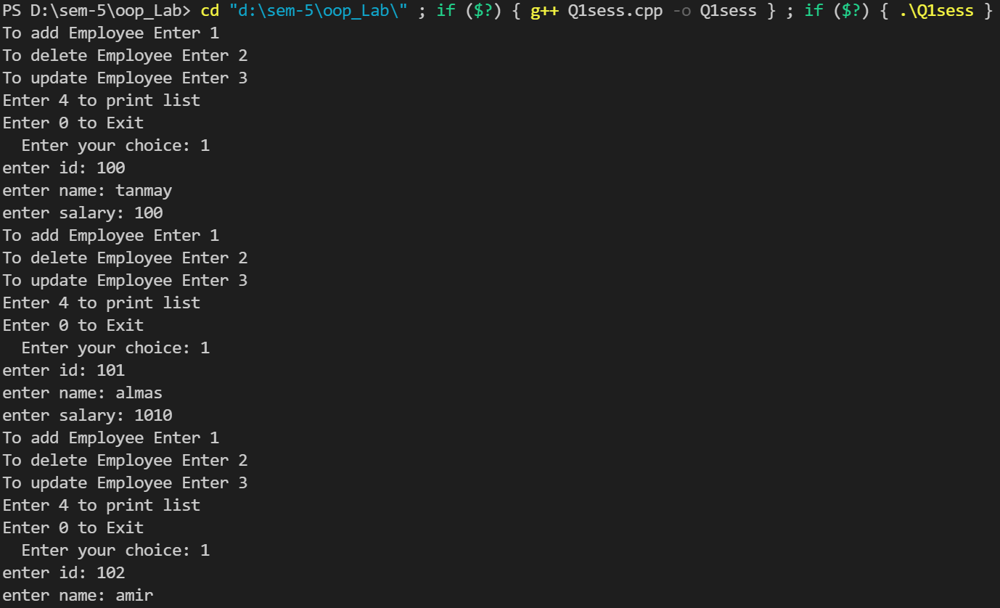 PS D:\sem-5\oop_Lab> cd "d:\sem-5\oop_Lab\" ; if ($?) { g++ Q1sess.cpp -o Q1sess } ; if ($?) { .\Q1sess }
To add Employee Enter 1
To delete Employee Enter 2
To update Employee Enter 3
Enter 4 to print list
Enter 0 to Exit
  Enter your choice: 1
enter id: 100
enter name: tanmay
enter salary: 100
To add Employee Enter 1
To delete Employee Enter 2
To update Employee Enter 3
Enter 4 to print list
Enter 0 to Exit
  Enter your choice: 1
enter id: 101
enter name: almas
enter salary: 1010
To add Employee Enter 1
To delete Employee Enter 2
To update Employee Enter 3
Enter 4 to print list
Enter 0 to Exit
  Enter your choice: 1
enter id: 102
enter name: amir